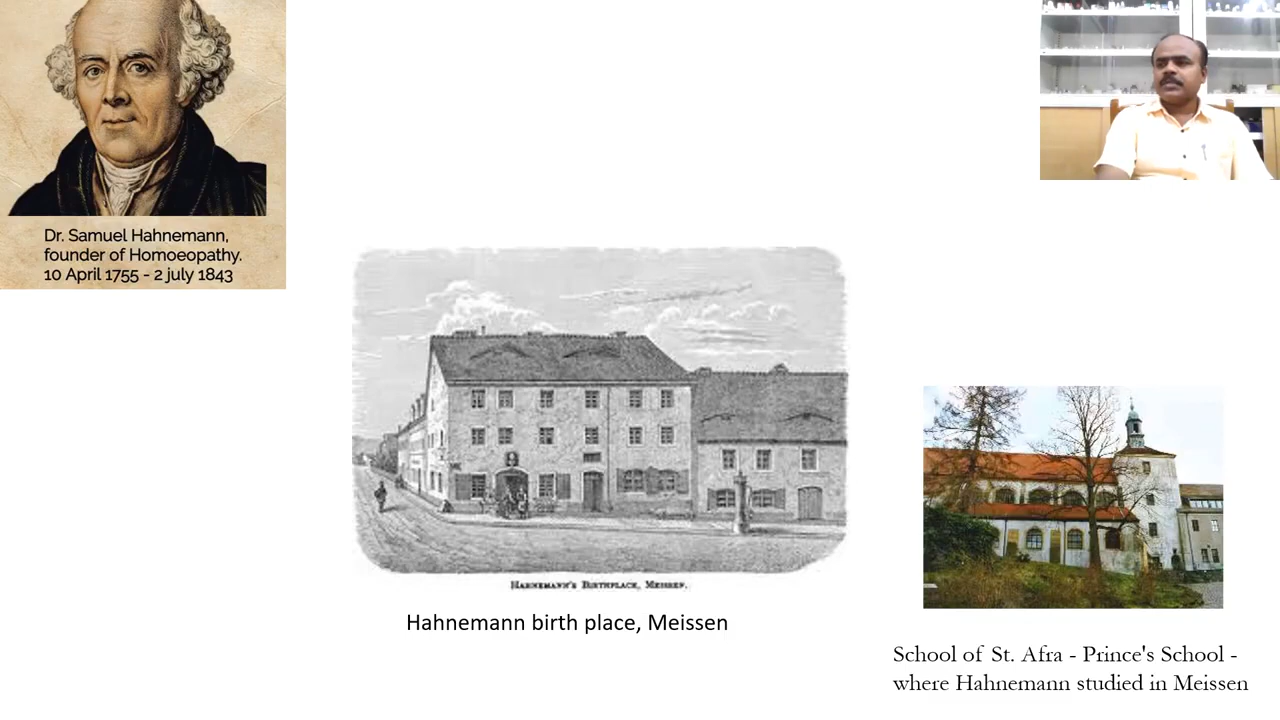 Dr. Samuel Hahnemann,
founder of Homoeopathy.
10 April 1755 - 2 july 1843
HAHNEMANN'S BIRTHPLACE, MEISSEN.
Hahnemann birth place, Meissen
School of St. Afra - Prince's School -
where Hahnemann studied in Meissen